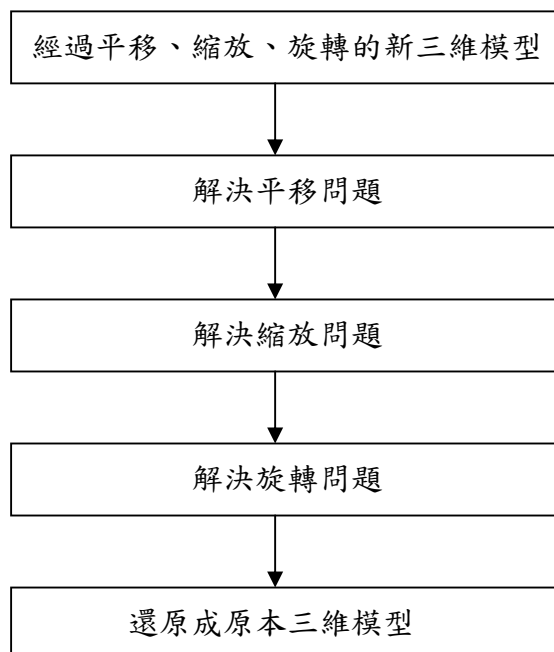 經過平移、縮放、旋轉的新三維模型
解決平移問題
解決縮放問題
解決旋轉問題
還原成原本三維模型